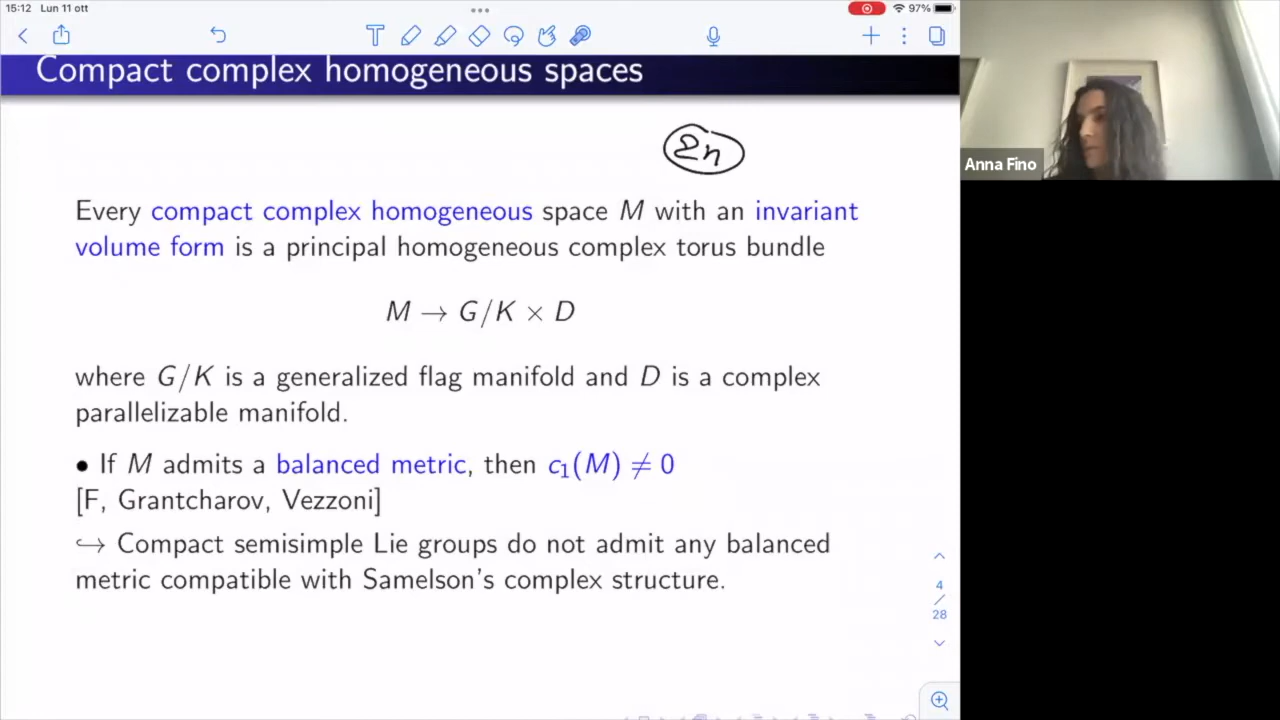 15:12 Lun 11 ott
97%
Compact complex homogeneous spaces
2n
Every compact complex homogeneous space M with an invariant
volume form is a principal homogeneous complex torus bundle
M → G/K × D
where G/K is a generalized flag manifold and D is a complex
parallelizable manifold.
• If M admits a balanced metric, then c₁(M) ≠ 0
[F, Grantcharov, Vezzoni]
↪ Compact semisimple Lie groups do not admit any balanced
metric compatible with Samelson's complex structure.
4
/
28
Anna Fino